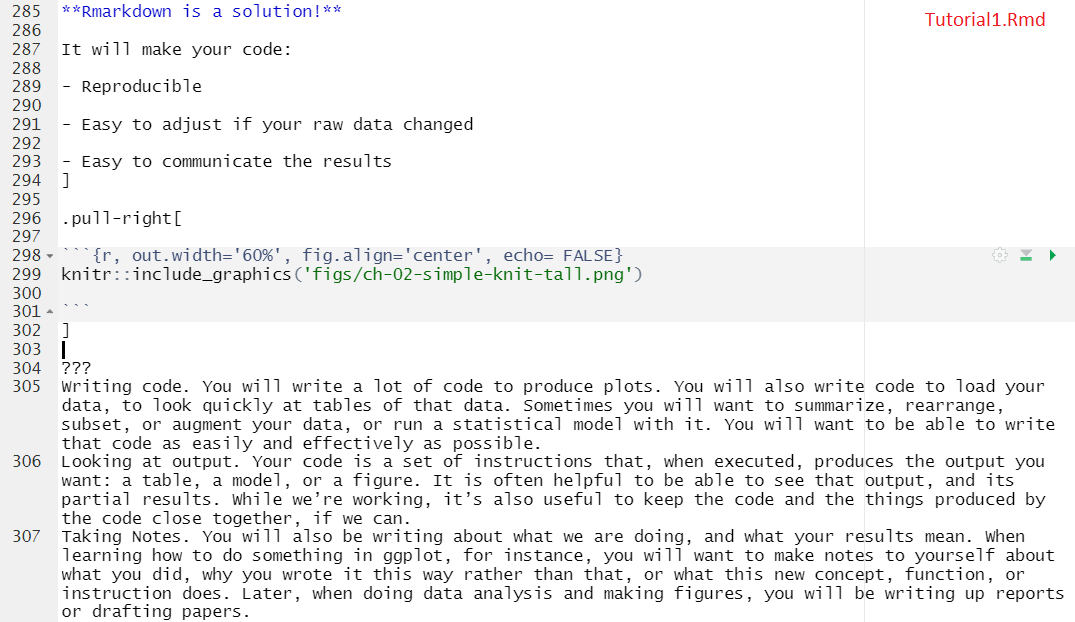 285 **Rmarkdown is a solution!**
Tutorial1.Rmd
286
287 It will make your code:
288
289 - Reproducible
290
291 - Easy to adjust if your raw data changed
292
293 - Easy to communicate the results
294 ]
295
296 .pull-right[
297
298 ```{r, out.width='60%', fig.align='center', echo= FALSE}
299 knitr::include_graphics('figs/ch-02-simple-knit-tall.png')
300
301 ```
302 ]
303
304 ???
305 Writing code. You will write a lot of code to produce plots. You will also write code to load your
data, to look quickly at tables of that data. Sometimes you will want to summarize, rearrange,
subset, or augment your data, or run a statistical model with it. You will want to be able to write
that code as easily and effectively as possible.
306 Looking at output. Your code is a set of instructions that, when executed, produces the output you
want: a table, a model, or a figure. It is often helpful to be able to see that output, and its
partial results. While we’re working, it’s also useful to keep the code and the things produced by
the code close together, if we can.
307 Taking Notes. You will also be writing about what we are doing, and what your results mean. When
learning how to do something in ggplot, for instance, you will want to make notes to yourself about
what you did, why you wrote it this way rather than that, or what this new concept, function, or
instruction does. Later, when doing data analysis and making figures, you will be writing up reports
or drafting papers.